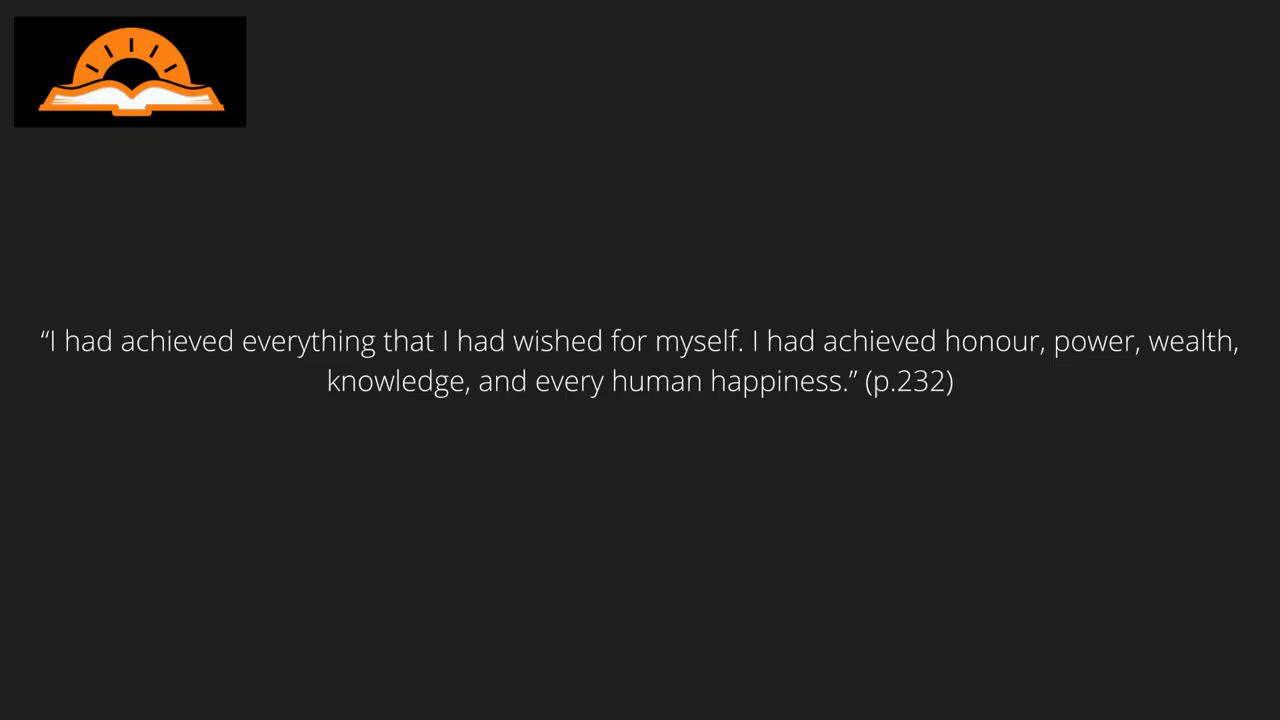 “I had achieved everything that I had wished for myself. I had achieved honour, power, wealth,
knowledge, and every human happiness.” (p.232)